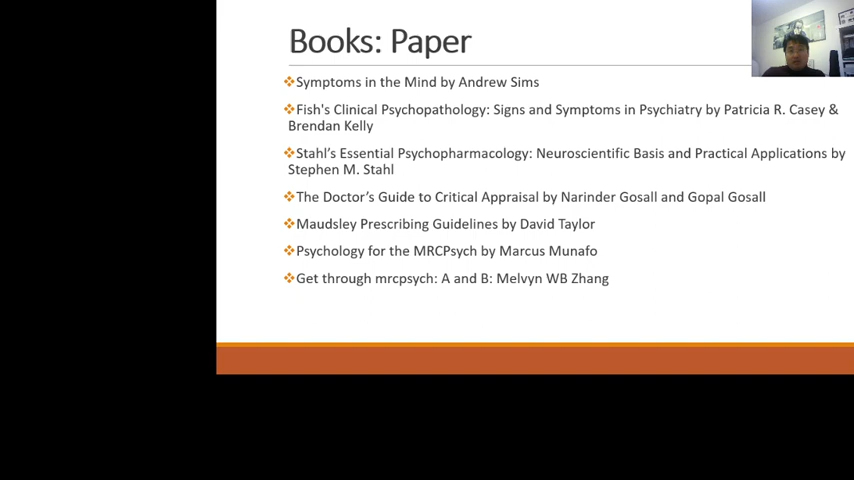 Books: Paper
Symptoms in the Mind by Andrew Sims
Fish's Clinical Psychopathology: Signs and Symptoms in Psychiatry by Patricia R. Casey &
Brendan Kelly
Stahl's Essential Psychopharmacology: Neuroscientific Basis and Practical Applications by
Stephen M. Stahl
The Doctor's Guide to Critical Appraisal by Narinder Gosall and Gopal Gosall
Maudsley Prescribing Guidelines by David Taylor
Psychology for the MRCPsych by Marcus Munafo
Get through mrcpsych: A and B: Melvyn WB Zhang